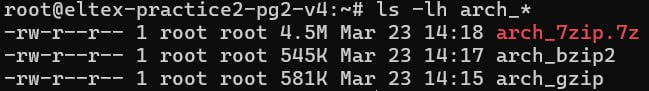 root@eltex-practice2-pg2-v4:~# ls -lh arch_*
-rw-r--r-- 1 root root 4.5M Mar 23 14:18 arch_7zip.7z
-rw-r--r-- 1 root root 545K Mar 23 14:17 arch_bzip2
-rw-r--r-- 1 root root 581K Mar 23 14:15 arch_gzip